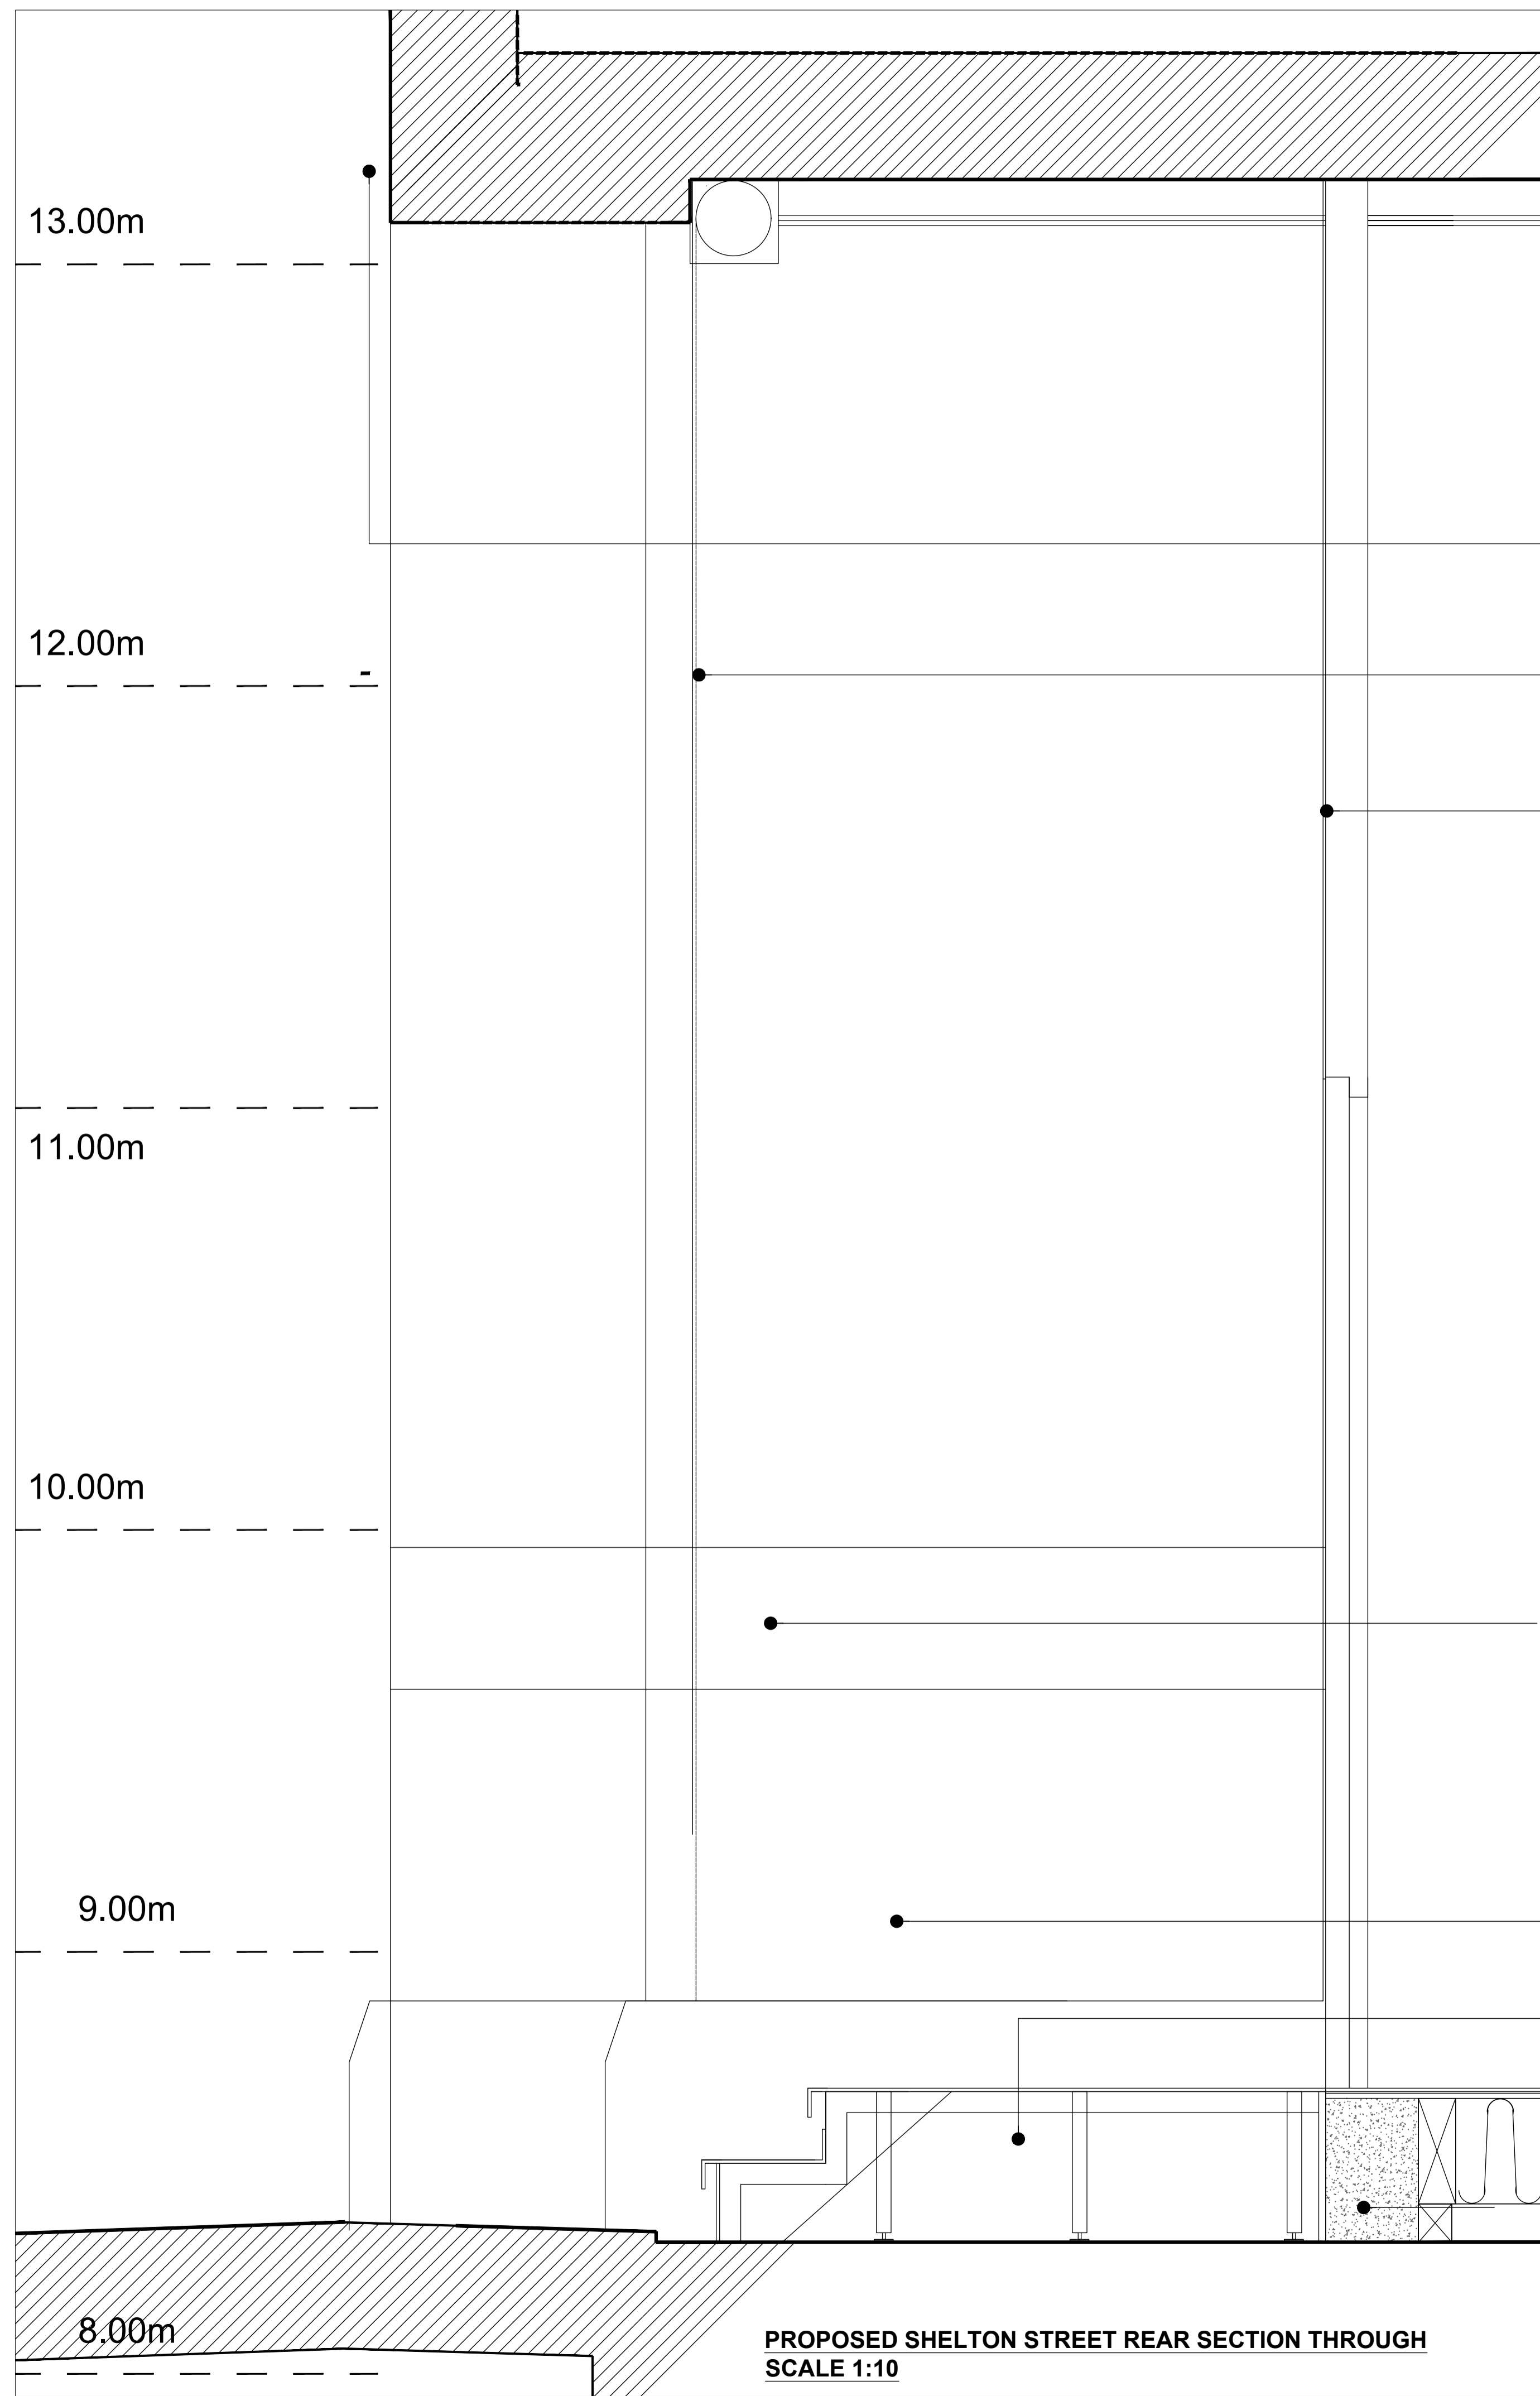 13.00m
12.00m
11.00m
10.00m
9.00m
8.00m
PROPOSED SHELTON STREET REAR SECTION THROUGH
SCALE 1:10